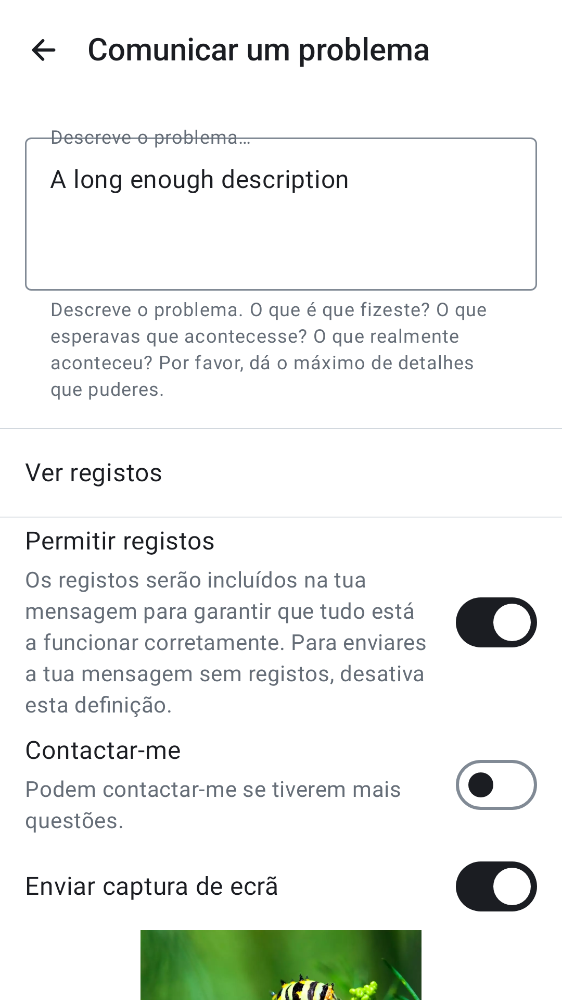 Comunicar um problema
Descreve o problema…
A long enough description
Descreve o problema. O que é que fizeste? O que
esperavas que acontecesse? O que realmente
aconteceu? Por favor, dá o máximo de detalhes
que puderes.
Ver registos
Permitir registos
Os registos serão incluídos na tua
mensagem para garantir que tudo está
a funcionar corretamente. Para enviares
a tua mensagem sem registos, desativa
esta definição.
Contactar-me
Podem contactar-me se tiverem mais
questões.
Enviar captura de ecrã